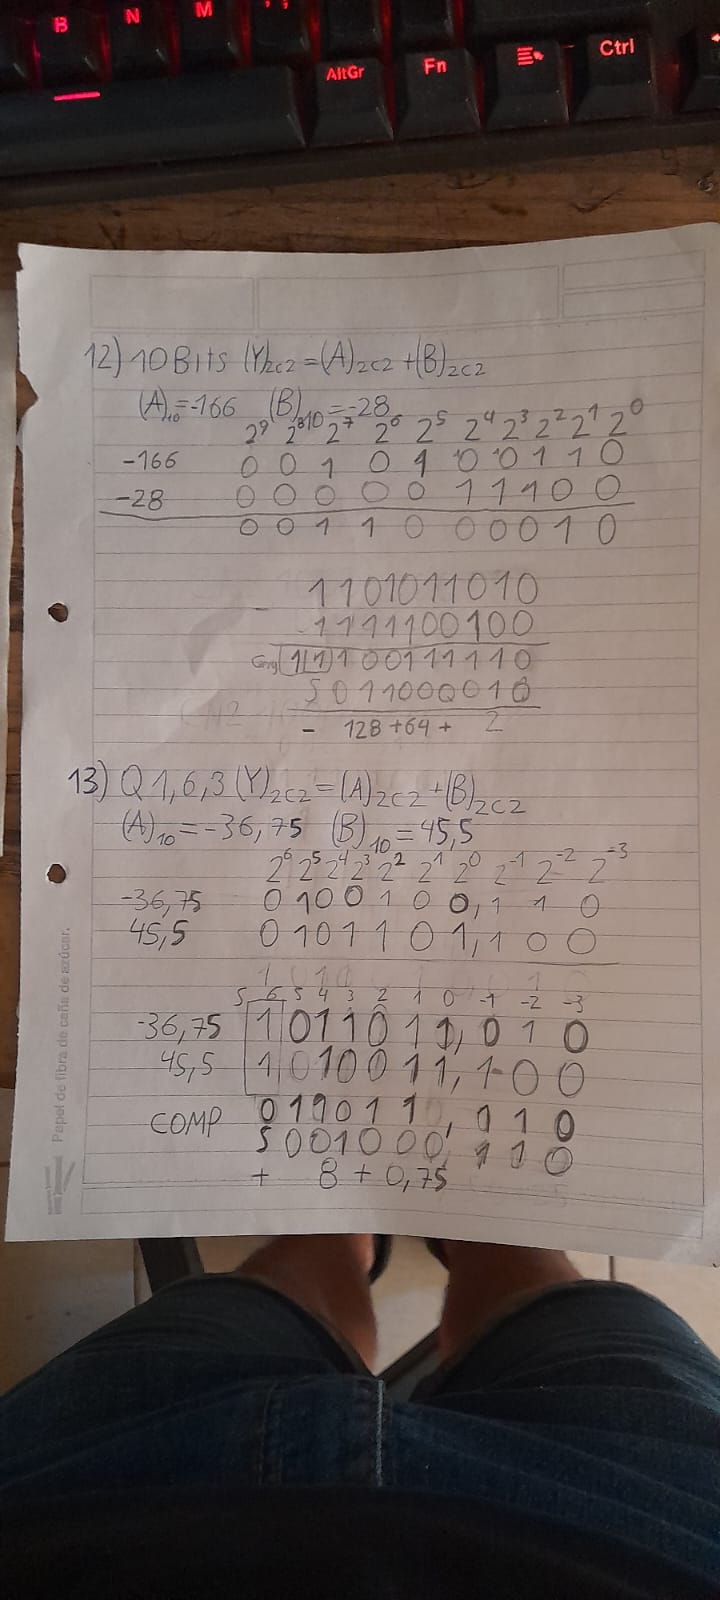 B N M
AltGr Fn Ctrl
12) 10 Bits (Y)2C2 = (A)2C2 + (B)2C2
(A)10 = -166 (B)10 = -28
2^9 2^8 2^7 2^6 2^5 2^4 2^3 2^2 2^1 2^0
-166 0 0 1 0 1 0 0 1 1 0
-28 0 0 0 0 0 1 1 1 0 0
0 0 1 1 0 0 0 0 1 0
- 1101011010
1111100100
Carry 1 1 1 0 0 1 1 1 1 1 0
S 0 1 1 0 0 0 0 1 0
- 128 + 64 + 2
13) Q 1,6,3 (Y)2C2 = (A)2C2 + (B)2C2
(A)10 = -36,75 (B)10 = 45,5
2^6 2^5 2^4 2^3 2^2 2^1 2^0 2^-1 2^-2 2^-3
-36,75 0 1 0 0 1 0 0, 1 1 0
45,5 0 1 0 1 1 0 1, 1 0 0
S 6 5 4 3 2 1 0 -1 -2 -3
-36,75 1 0 1 1 0 1 1, 0 1 0
45,5 1 0 1 0 0 1 1, 1 0 0
COMP 0 1 1 0 1 1 , 1 1 0
S 0 0 1 0 0 0, 1 1 0
+ 8 + 0,75
Papel de fibra de caña de azúcar.